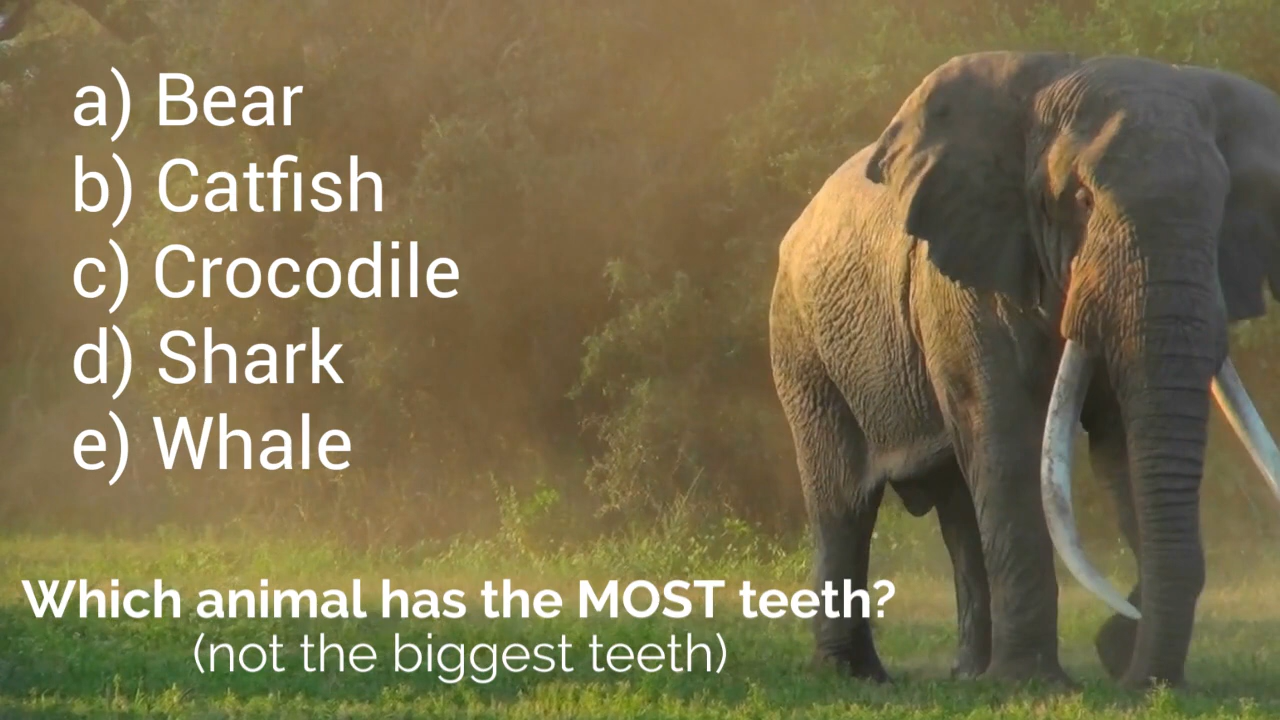 a) Bear
b) Catfish
c) Crocodile
d) Shark
e) Whale
Which animal has the MOST teeth?
(not the biggest teeth)